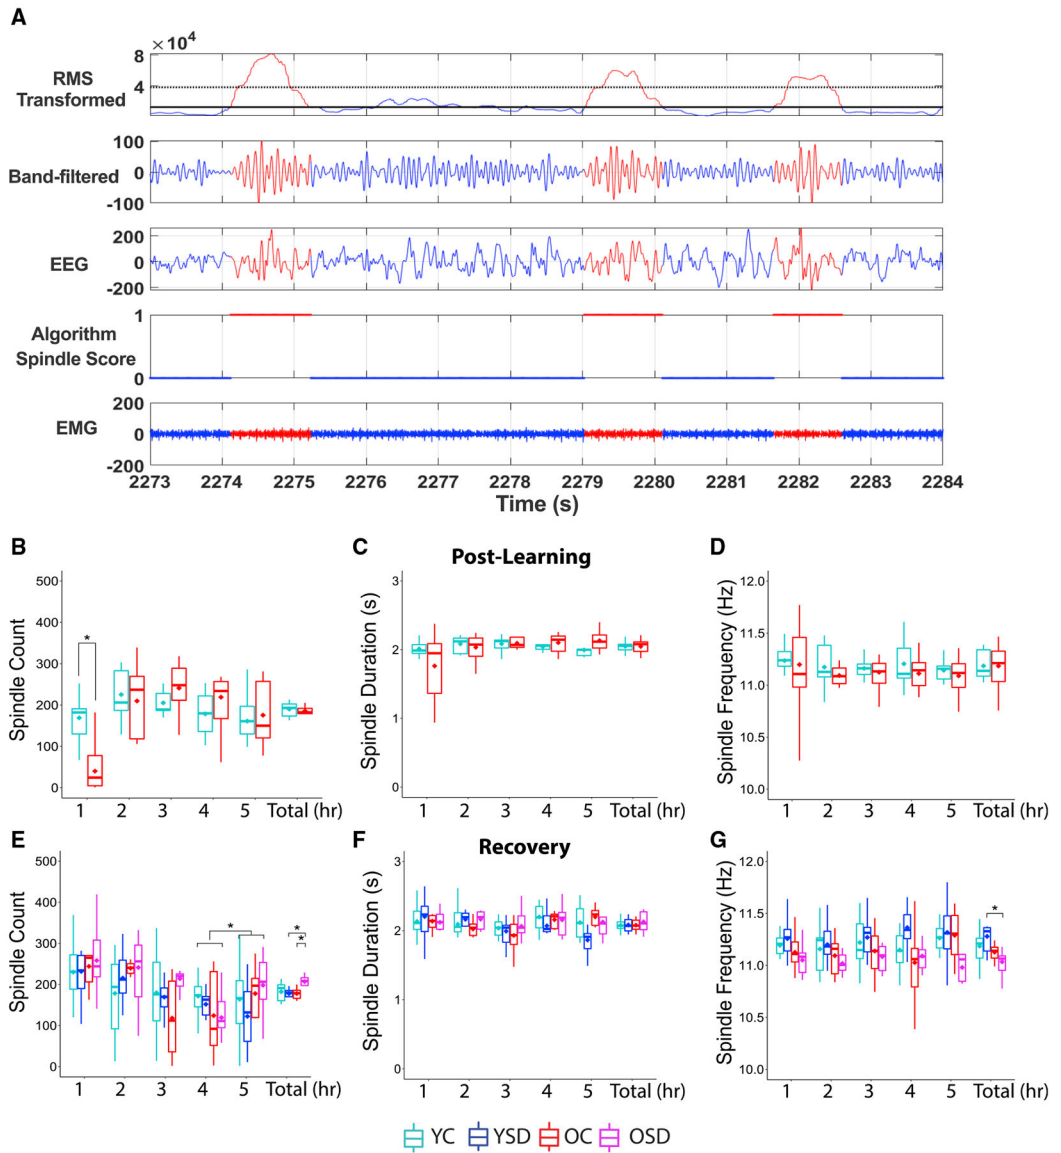 A
×10⁴
8
4
RMS
Transformed
100
0
-100
Band-filtered
200
0
-200
EEG
1
0
Algorithm
Spindle Score
200
0
-200
EMG
2273 2274 2275 2276 2277 2278 2279 2280 2281 2282 2283 2284
Time (s)
Post-Learning
B
Spindle Count
500
400
300
200
100
0
*
1 2 3 4 5 Total (hr)
C
Spindle Duration (s)
3
2
1
0
1 2 3 4 5 Total (hr)
D
Spindle Frequency (Hz)
12.0
11.5
11.0
10.5
10.0
1 2 3 4 5 Total (hr)
Recovery
E
Spindle Count
500
400
300
200
100
0
*
*
*
1 2 3 4 5 Total (hr)
F
Spindle Duration (s)
3
2
1
0
1 2 3 4 5 Total (hr)
G
Spindle Frequency (Hz)
12.0
11.5
11.0
10.5
10.0
*
1 2 3 4 5 Total (hr)
YC YSD OC OSD